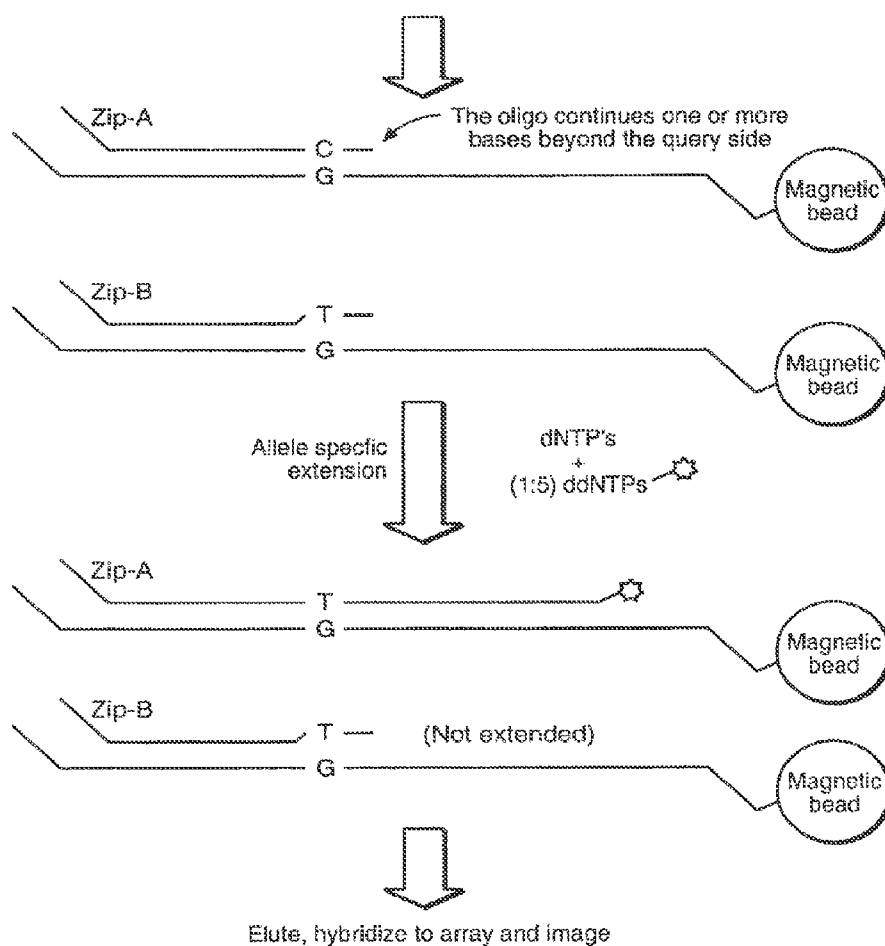 Zip-A
The oligo continues one or more
bases beyond the query side
C
G
Magnetic
bead
Zip-B
T
G
Magnetic
bead
Allele specfic
extension
dNTP's
+
(1:5) ddNTPs
Zip-A
T
G
Magnetic
bead
Zip-B
T
(Not extended)
G
Magnetic
bead
Elute, hybridize to array and image